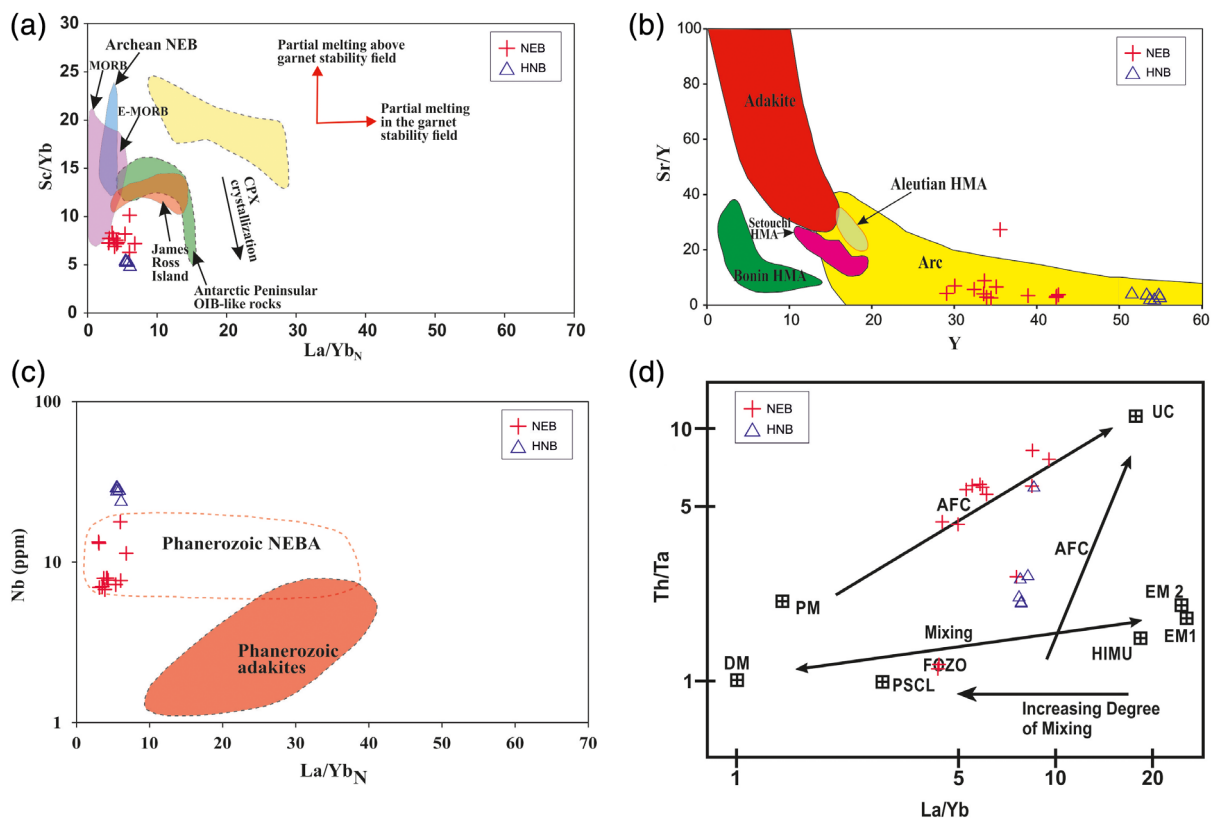 (a)
30
25
20
15
10
5
0
Sc/Yb
Archean NEB
MORB
E-MORB
Partial melting above
garnet stability field
Partial melting
in the garnet
stability field
NEB
HNB
CPX
crystallization
James
Ross
Island
Antarctic Peninsular
OIB-like rocks
0 10 20 30 40 50 60 70
La/YbN
(b)
100
80
60
40
20
0
Sr/Y
NEB
HNB
Adakite
Aleutian HMA
Setouchi
HMA
Bonin HMA
Arc
0 10 20 30 40 50 60
Y
(c)
100
10
1
Nb (ppm)
NEB
HNB
Phanerozoic NEBA
Phanerozoic
adakites
0 10 20 30 40 50 60 70
La/YbN
(d)
10
5
1
Th/Ta
NEB
HNB
UC
AFC
AFC
PM
EM 2
EM1
Mixing
HIMU
DM
FOZO
PSCL
Increasing Degree
of Mixing
1 5 10 20
La/Yb